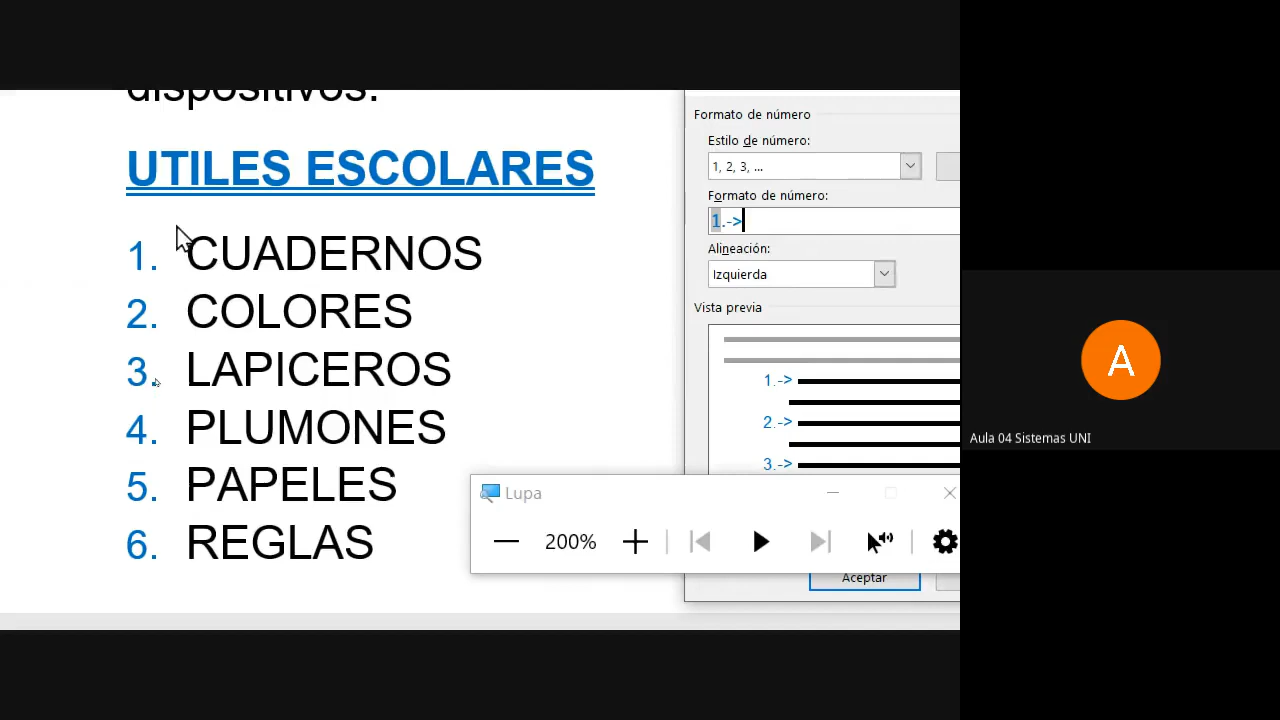 dispositivos.
UTILES ESCOLARES
1. CUADERNOS
2. COLORES
3. LAPICEROS
4. PLUMONES
5. PAPELES
6. REGLAS
Formato de número
Estilo de número:
1, 2, 3, ...
Formato de número:
1.->
Alineación:
Izquierda
Vista previa
1.->
2.->
3.->
Lupa
200%
Aceptar
A
Aula 04 Sistemas UNI